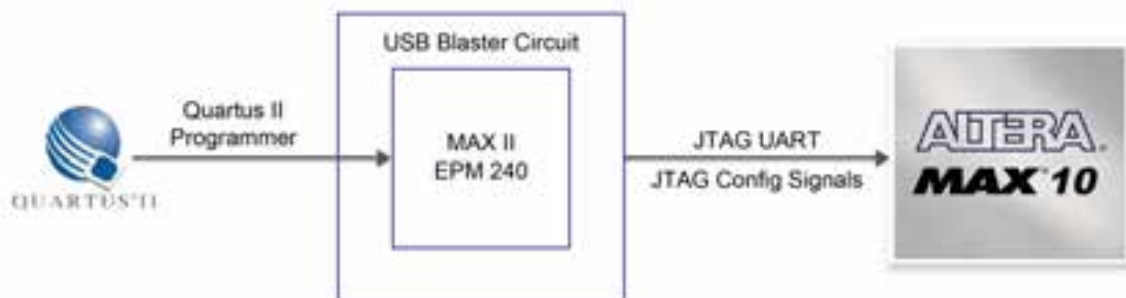 USB Blaster Circuit
Quartus II
Programmer
QUARTUS II
MAX II
EPM 240
JTAG UART
JTAG Config Signals
ALTERA.
MAX 10